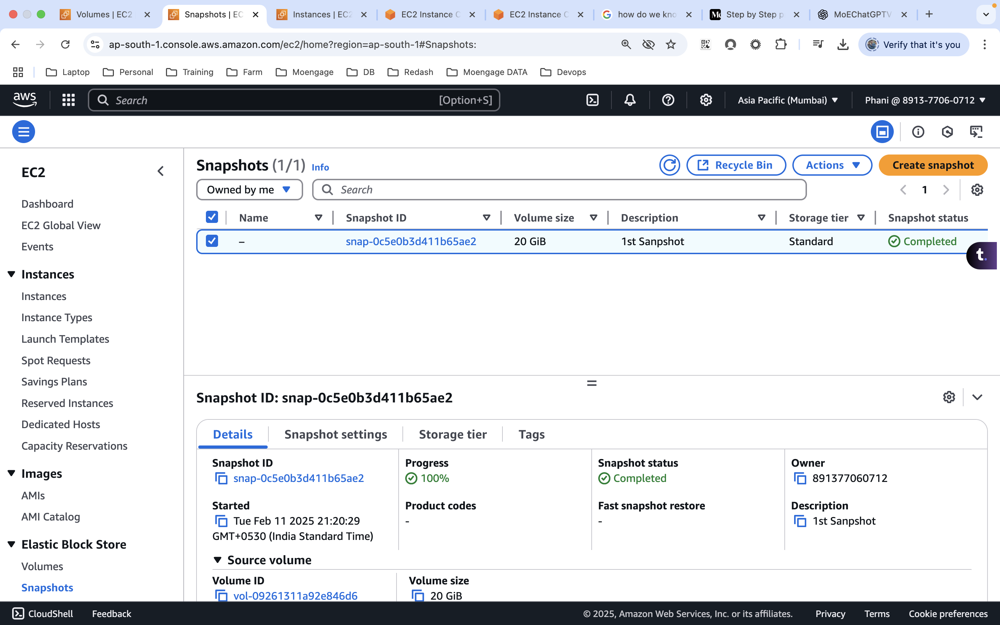 Volumes | EC2
Snapshots | EC
Instances | EC2
EC2 Instance C
EC2 Instance C
how do we kno
Step by Step p
MoEChatGPTV
ap-south-1.console.aws.amazon.com/ec2/home?region=ap-south-1#Snapshots:
Verify that it's you
Laptop
Personal
Training
Farm
Moengage
DB
Redash
Moengage DATA
Devops
aws
Search
[Option+S]
Asia Pacific (Mumbai)
Phani @ 8913-7706-0712
EC2
Dashboard
EC2 Global View
Events
Instances
Instances
Instance Types
Launch Templates
Spot Requests
Savings Plans
Reserved Instances
Dedicated Hosts
Capacity Reservations
Images
AMIs
AMI Catalog
Elastic Block Store
Volumes
Snapshots
Snapshots (1/1) Info
Recycle Bin
Actions
Create snapshot
Owned by me
Search
1
Name
Snapshot ID
Volume size
Description
Storage tier
Snapshot status
–
snap-0c5e0b3d411b65ae2
20 GiB
1st Sanpshot
Standard
Completed
t.
Snapshot ID: snap-0c5e0b3d411b65ae2
Details
Snapshot settings
Storage tier
Tags
Snapshot ID
snap-0c5e0b3d411b65ae2
Progress
100%
Snapshot status
Completed
Owner
891377060712
Started
Tue Feb 11 2025 21:20:29
GMT+0530 (India Standard Time)
Product codes
-
Fast snapshot restore
-
Description
1st Sanpshot
Source volume
Volume ID
vol-09261311a92e846d6
Volume size
20 GiB
CloudShell
Feedback
© 2025, Amazon Web Services, Inc. or its affiliates.
Privacy
Terms
Cookie preferences